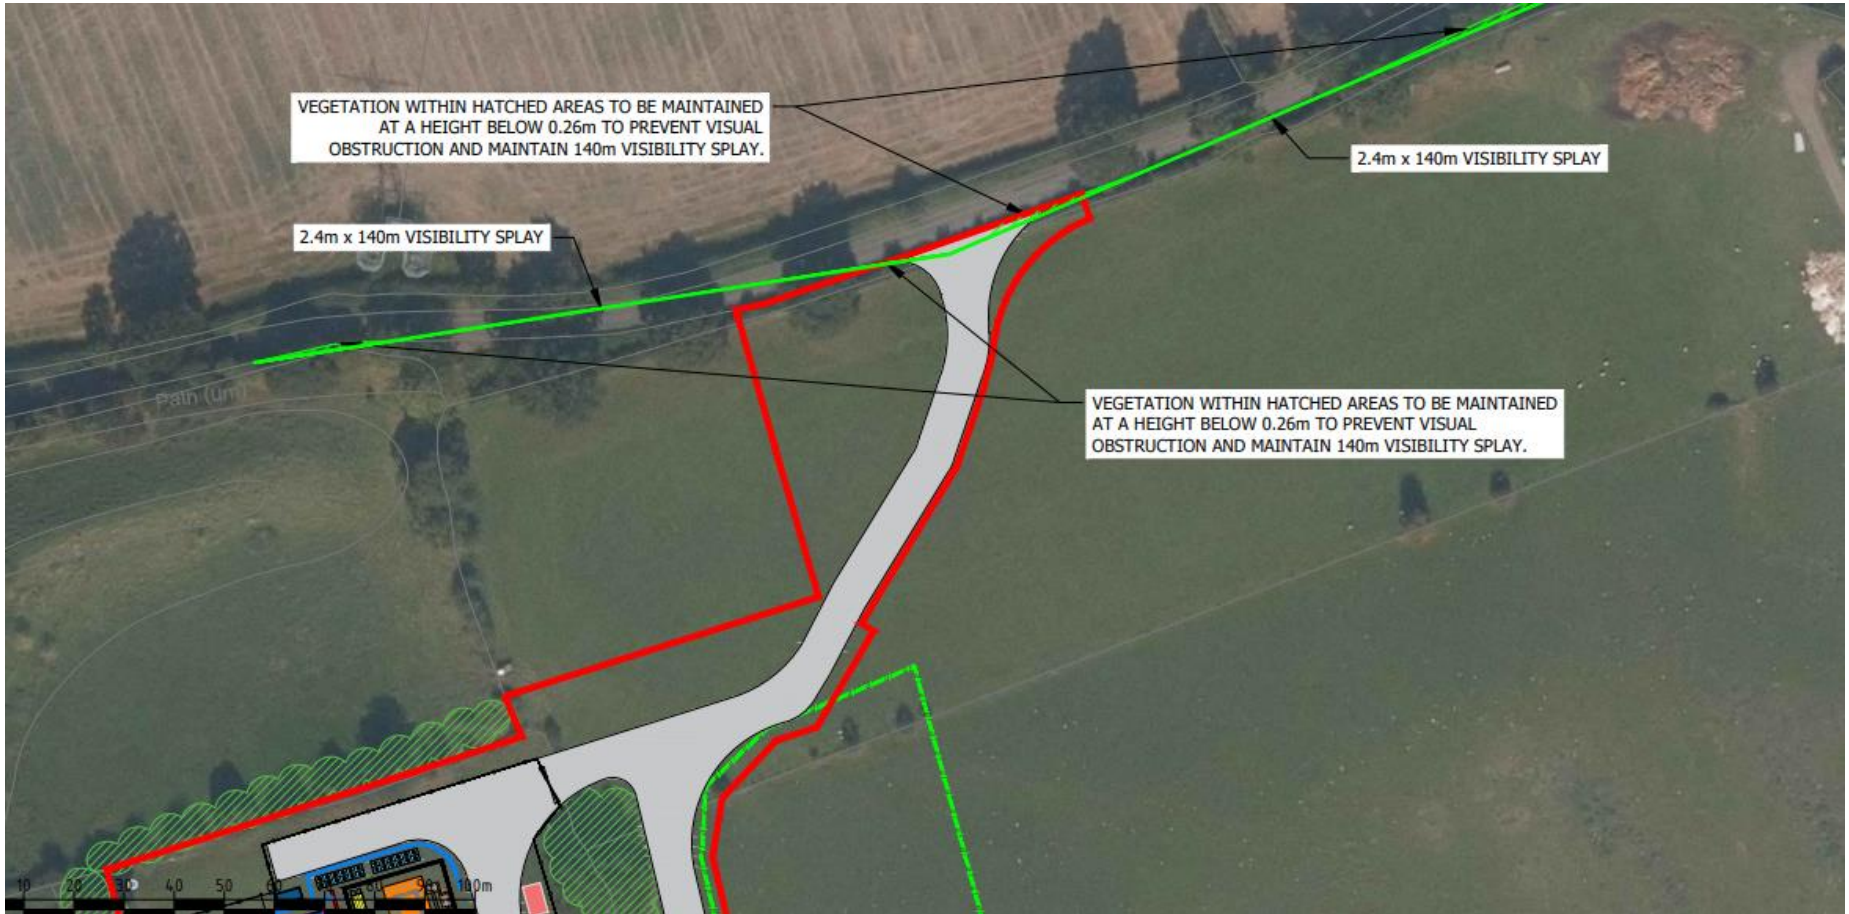 VEGETATION WITHIN HATCHED AREAS TO BE MAINTAINED
AT A HEIGHT BELOW 0.26m TO PREVENT VISUAL
OBSTRUCTION AND MAINTAIN 140m VISIBILITY SPLAY.
2.4m x 140m VISIBILITY SPLAY
2.4m x 140m VISIBILITY SPLAY
Path (um)
VEGETATION WITHIN HATCHED AREAS TO BE MAINTAINED
AT A HEIGHT BELOW 0.26m TO PREVENT VISUAL
OBSTRUCTION AND MAINTAIN 140m VISIBILITY SPLAY.
10 20 30 40 50 60 80 90 100m